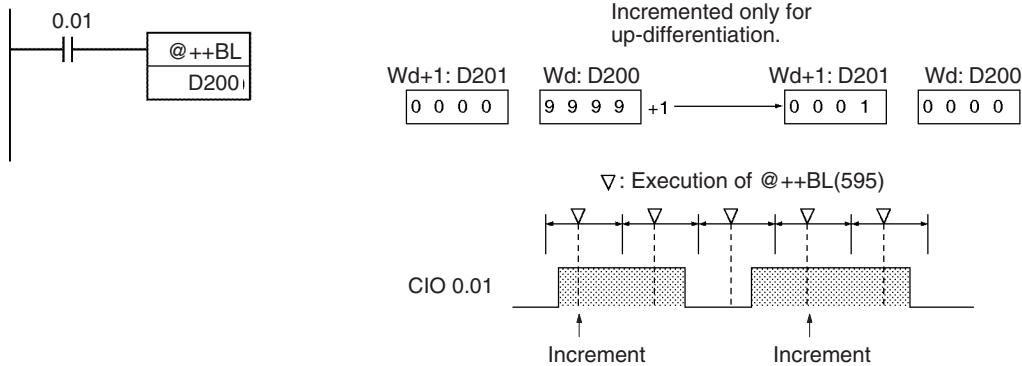 0.01
@++BL
D200
Incremented only for
up-differentiation.
Wd+1: D201 Wd: D200 Wd+1: D201 Wd: D200
0 0 0 0 9 9 9 9 +1 0 0 0 1 0 0 0 0
▽: Execution of @++BL(595)
CIO 0.01
Increment Increment